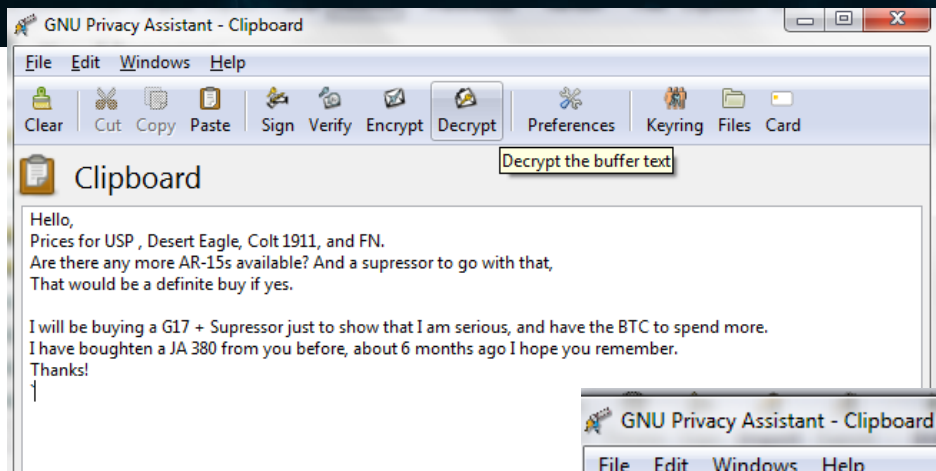 GNU Privacy Assistant - Clipboard
File Edit Windows Help
Clear Cut Copy Paste Sign Verify Encrypt Decrypt Preferences Keyring Files Card
Decrypt the buffer text
Clipboard
Hello,
Prices for USP , Desert Eagle, Colt 1911, and FN.
Are there any more AR-15s available? And a supressor to go with that,
That would be a definite buy if yes.
I will be buying a G17 + Supressor just to show that I am serious, and have the BTC to spend more.
I have boughten a JA 380 from you before, about 6 months ago I hope you remember.
Thanks!
`
GNU Privacy Assistant - Clipboard
File Edit Windows Help